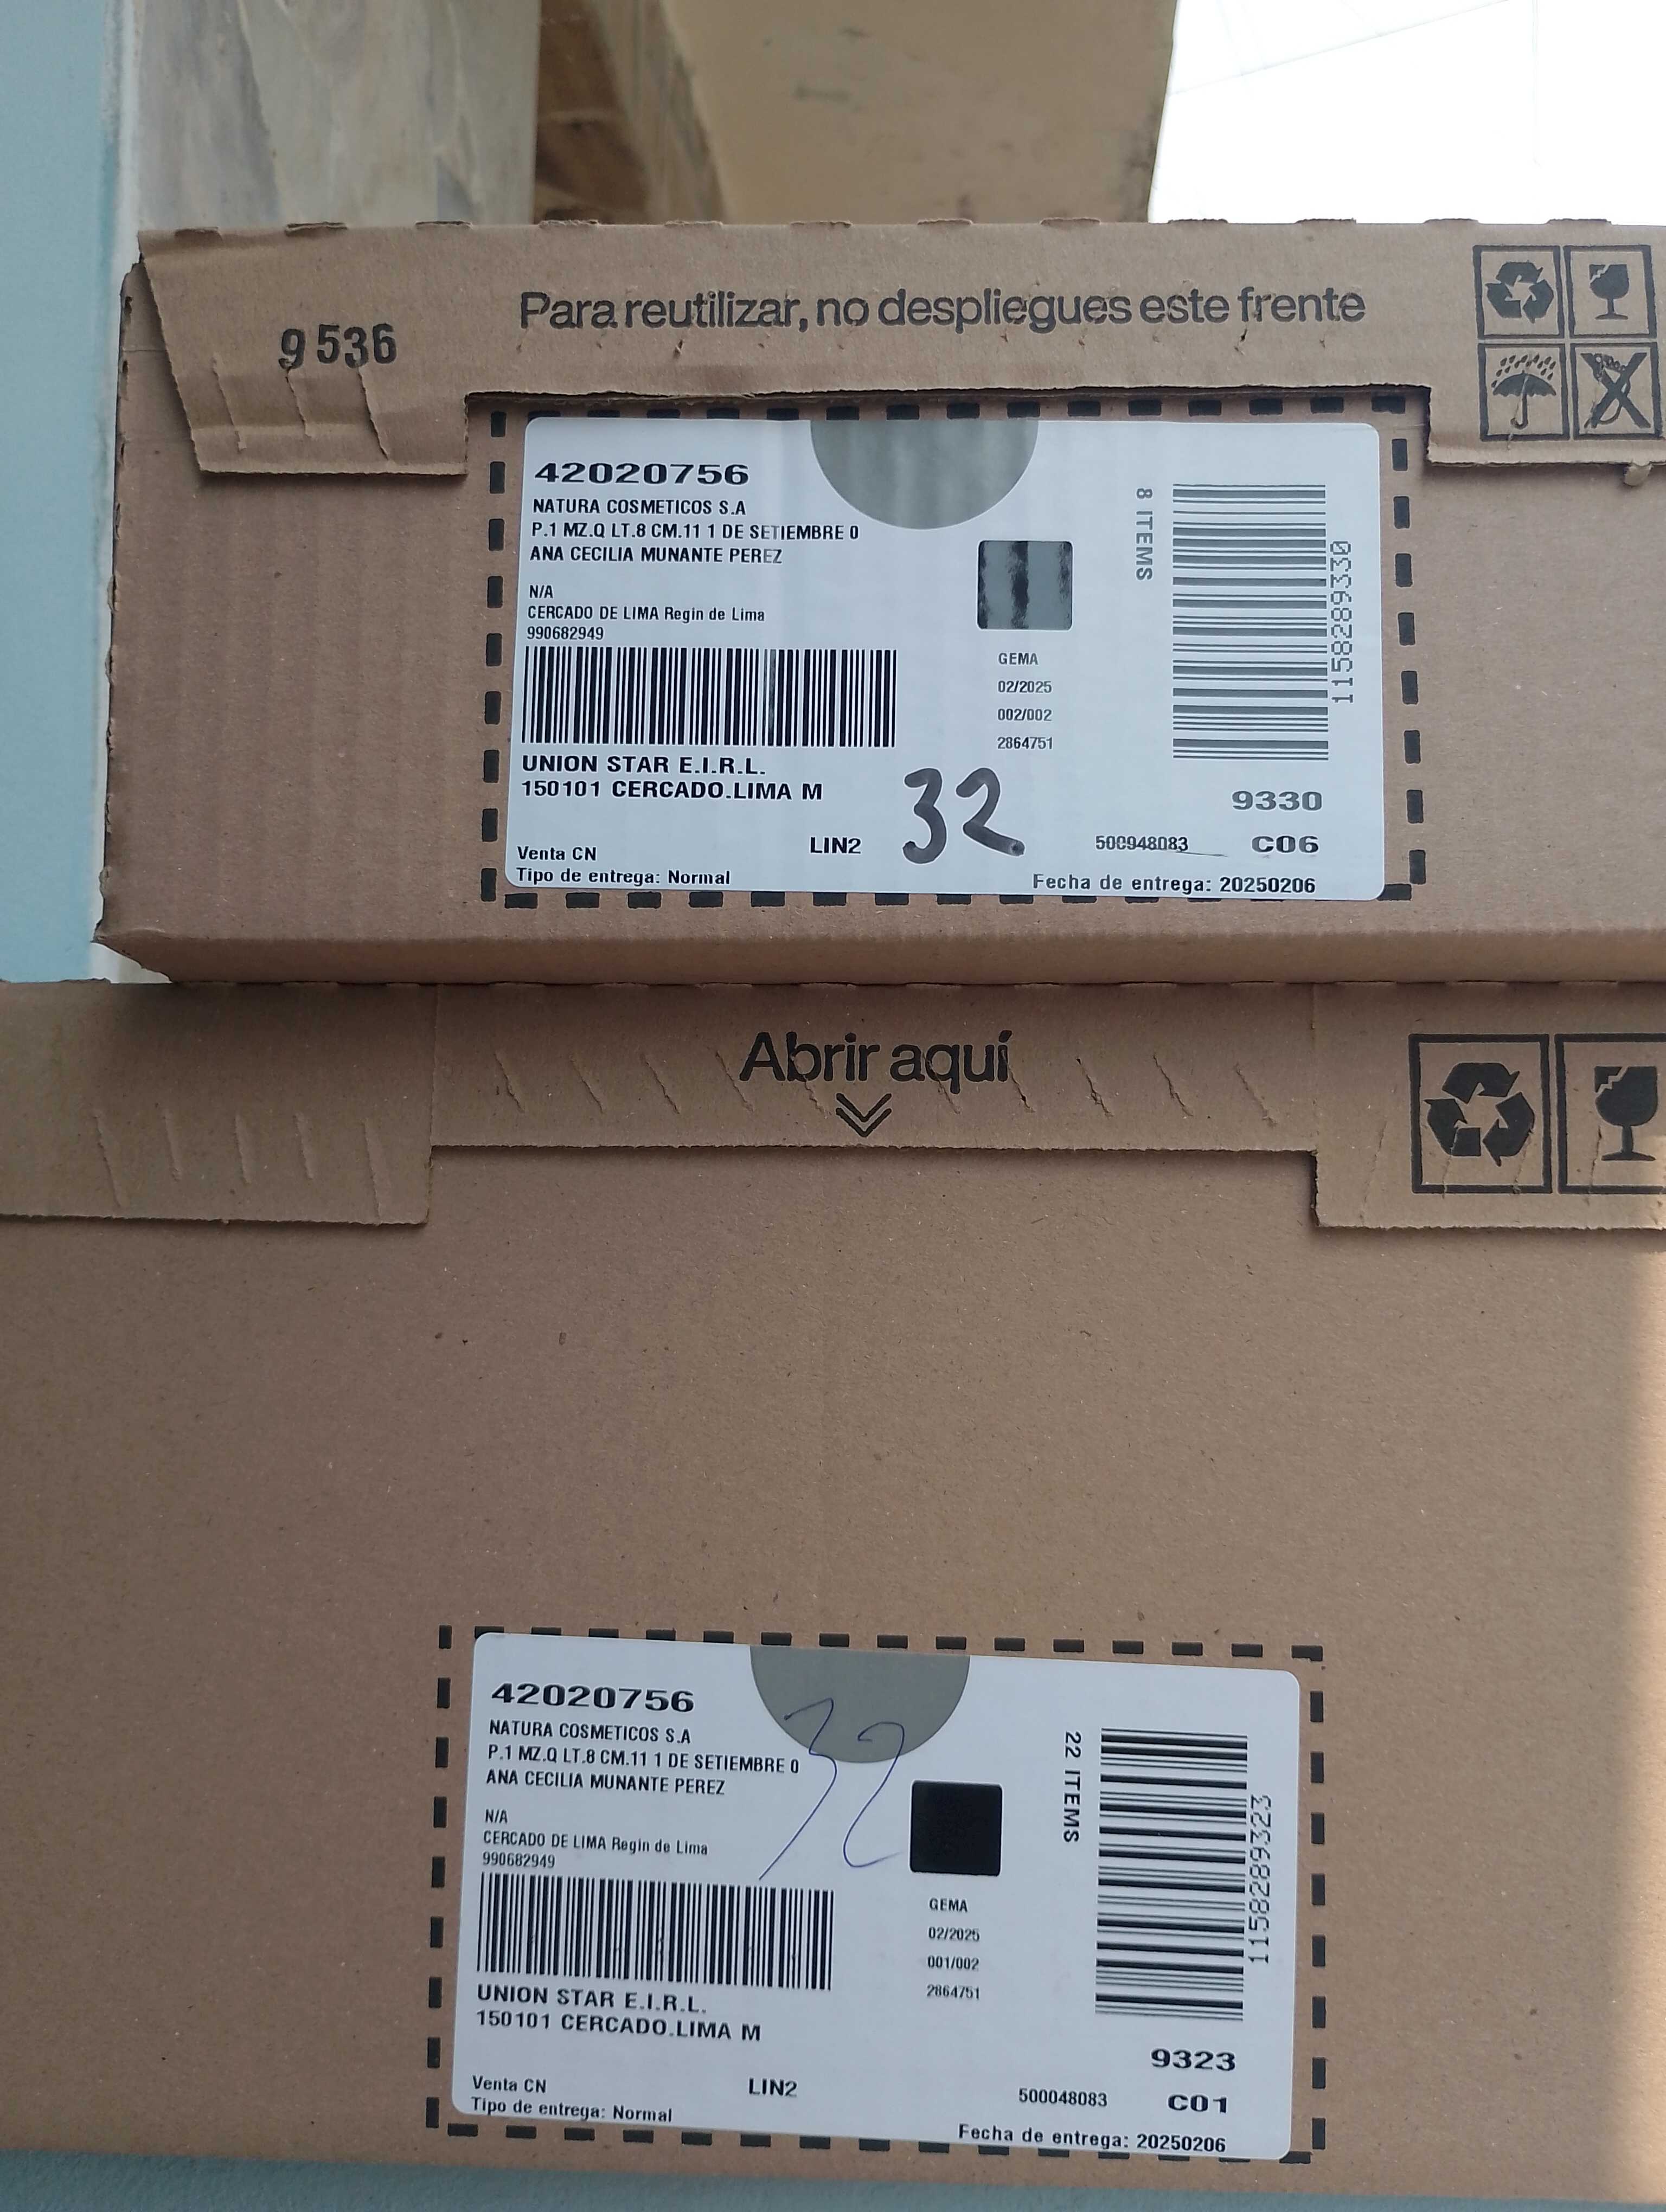 Para reutilizar, no despliegues este frente
9536
42020756
NATURA COSMETICOS S.A
P.1 MZ.Q LT.8 CM.11 1 DE SETIEMBRE 0
ANA CECILIA MUNANTE PEREZ
N/A
CERCADO DE LIMA Regin de Lima
990682949
8 ITEMS
1158289330
GEMA
02/2025
002/002
2864751
UNION STAR E.I.R.L.
150101 CERCADO.LIMA M
32
9330
Venta CN
LIN2
500948083
C06
Tipo de entrega: Normal
Fecha de entrega: 20250206
Abrir aquí
42020756
NATURA COSMETICOS S.A
P.1 MZ.Q LT.8 CM.11 1 DE SETIEMBRE 0
ANA CECILIA MUNANTE PEREZ
32
N/A
CERCADO DE LIMA Regin de Lima
990682949
22 ITEMS
1158289323
GEMA
02/2025
001/002
2864751
UNION STAR E.I.R.L.
150101 CERCADO.LIMA M
9323
Venta CN
LIN2
500048083
C01
Tipo de entrega: Normal
Fecha de entrega: 20250206